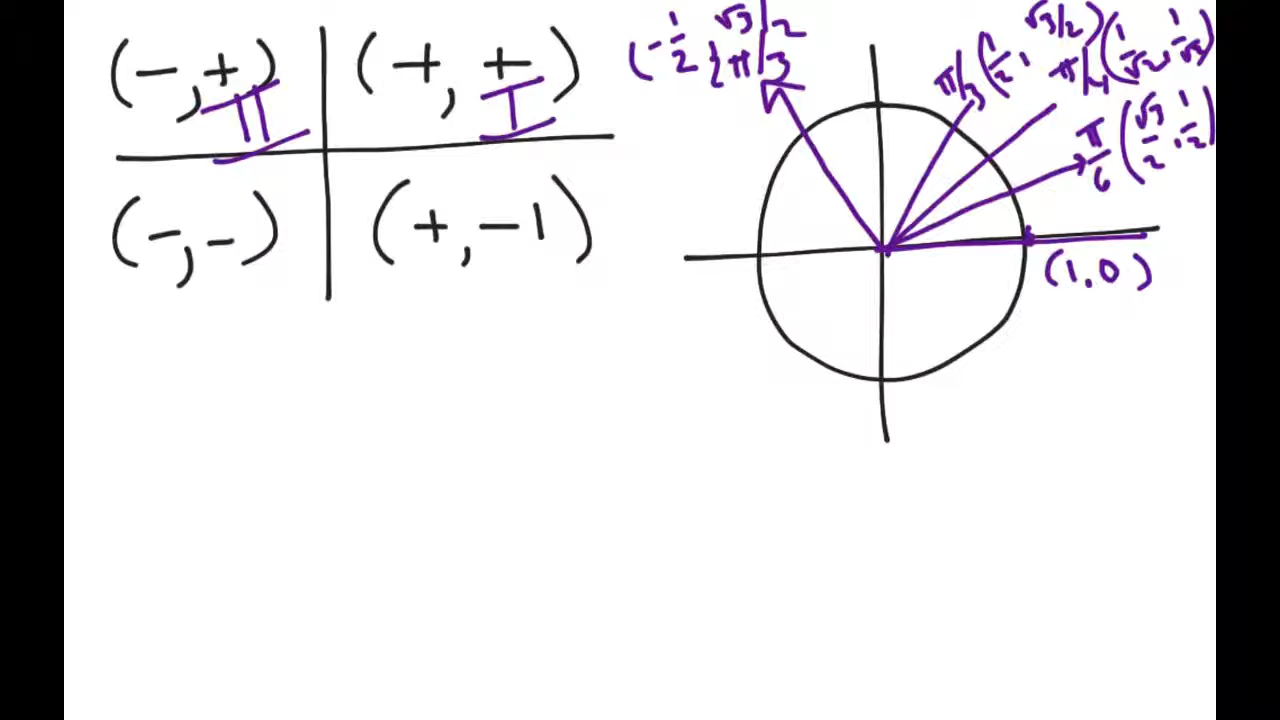 (-,+) (+,+)
II I
(-,-) (+,-1)
(-1/2, √3/2)
2π/3
π/3 (1/2, √3/2)
π/4 (1/√2, 1/√2)
π/6 (√3/2, 1/2)
(1,0)